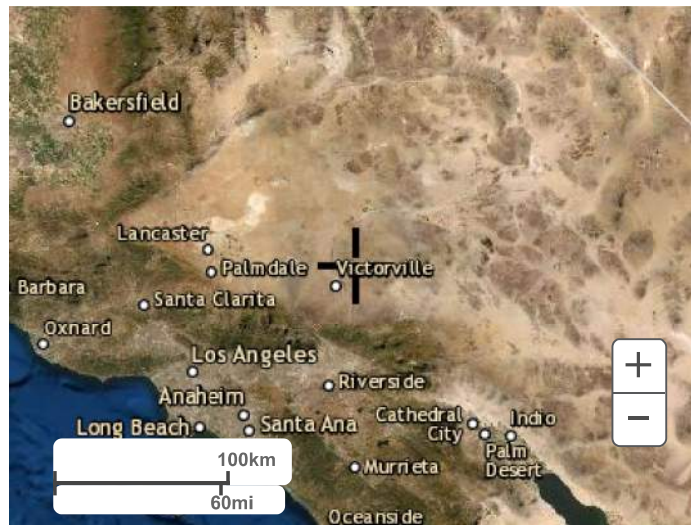 Bakersfield
Lancaster
Palmdale
Victorville
Barbara
Santa Clarita
Oxnard
Los Angeles
Riverside
Anaheim
Cathedral
City
Indio
Long Beach
Santa Ana
Palm
Desert
Murrieta
100km
60mi
Oceanside
+
−